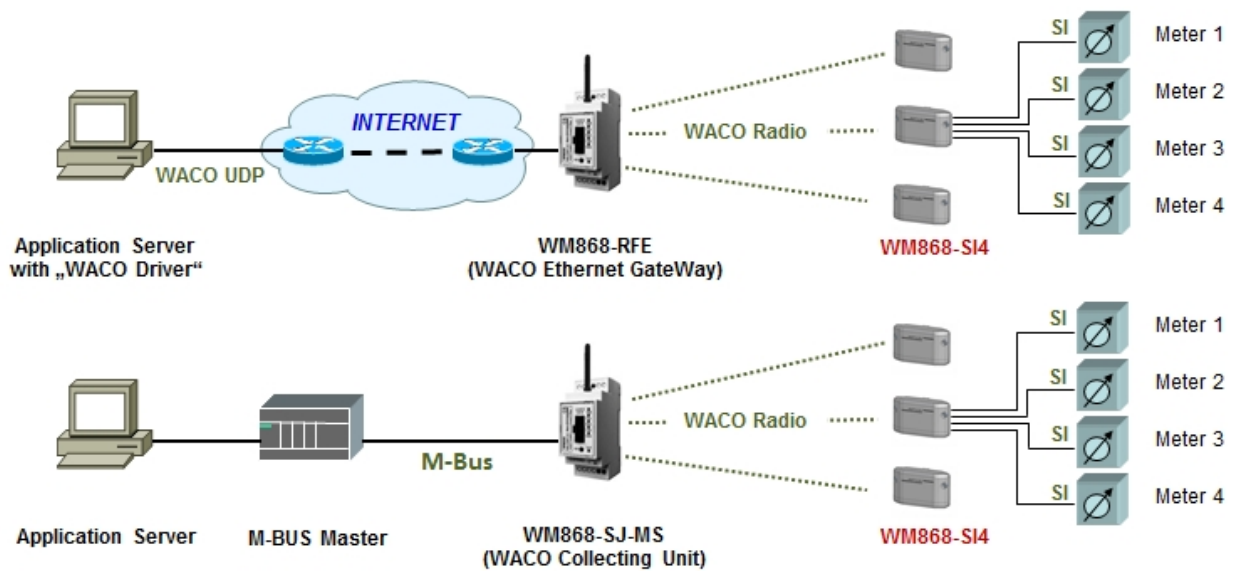 SI
Meter 1
SI
Meter 2
INTERNET
WACO Radio
WACO UDP
SI
Meter 3
SI
Meter 4
Application Server
with „WACO Driver“
WM868-RFE
(WACO Ethernet GateWay)
WM868-SI4
SI
Meter 1
SI
Meter 2
WACO Radio
M-Bus
SI
Meter 3
SI
Meter 4
Application Server
M-BUS Master
WM868-SJ-MS
(WACO Collecting Unit)
WM868-SI4